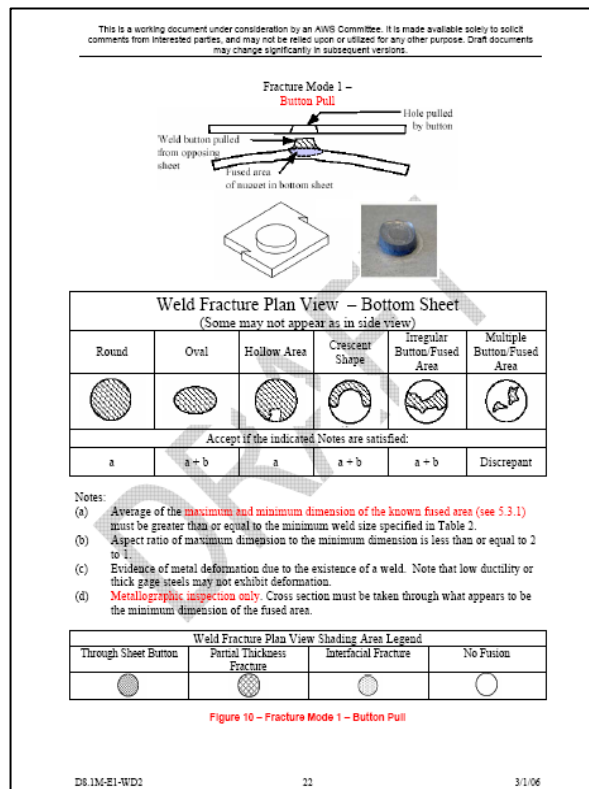 This is a working document under consideration by an AWS Committee. It is made available solely to solicit
comments from interested parties, and may not be relied upon or utilized for any other purpose. Draft documents
may change significantly in subsequent versions.
Fracture Mode 1 –
Button Pull
Hole pulled
by button
Weld button pulled
from opposing
sheet
Fused area
of nugget in bottom sheet
Weld Fracture Plan View – Bottom Sheet
(Some may not appear as in side view)
Round Oval Hollow Area Crescent Shape Irregular Button/Fused Area Multiple Button/Fused Area
Accept if the indicated Notes are satisfied:
a a + b a a + b a + b Discrepant
Notes:
(a) Average of the maximum and minimum dimension of the known fused area (see 5.3.1)
must be greater than or equal to the minimum weld size specified in Table 2.
(b) Aspect ratio of maximum dimension to the minimum dimension is less than or equal to 2
to 1.
(c) Evidence of metal deformation due to the existence of a weld. Note that low ductility or
thick gage steels may not exhibit deformation.
(d) Metallographic inspection only. Cross section must be taken through what appears to be
the minimum dimension of the fused area.
Weld Fracture Plan View Shading Area Legend
Through Sheet Button Partial Thickness Fracture Interfacial Fracture No Fusion
Figure 10 – Fracture Mode 1 – Button Pull
D8.1M-E1-WD2 22 3/1/06
DRAFT